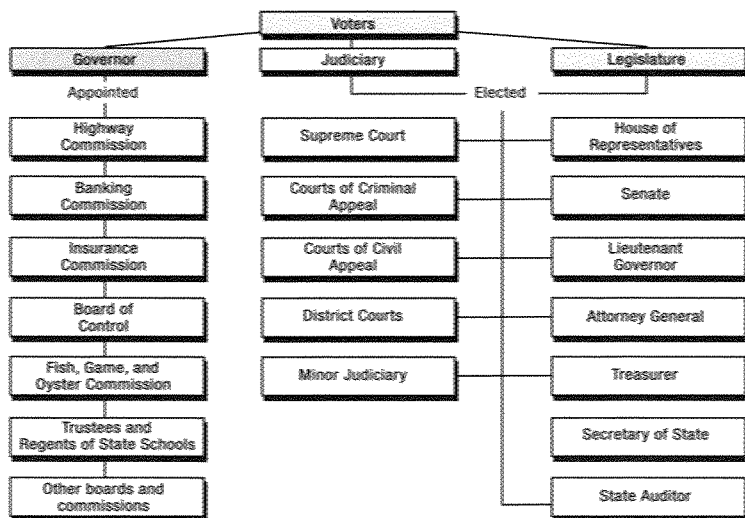 Voters
Governor
Judiciary
Legislature
Appointed
Elected
Highway
Commission
Banking
Commission
Insurance
Commission
Board of
Control
Fish, Game, and
Oyster Commission
Trustees and
Regents of State Schools
Other boards and
commissions
Supreme Court
Courts of Criminal
Appeal
Courts of Civil
Appeal
District Courts
Minor Judiciary
House of
Representatives
Senate
Lieutenant
Governor
Attorney General
Treasurer
Secretary of State
State Auditor